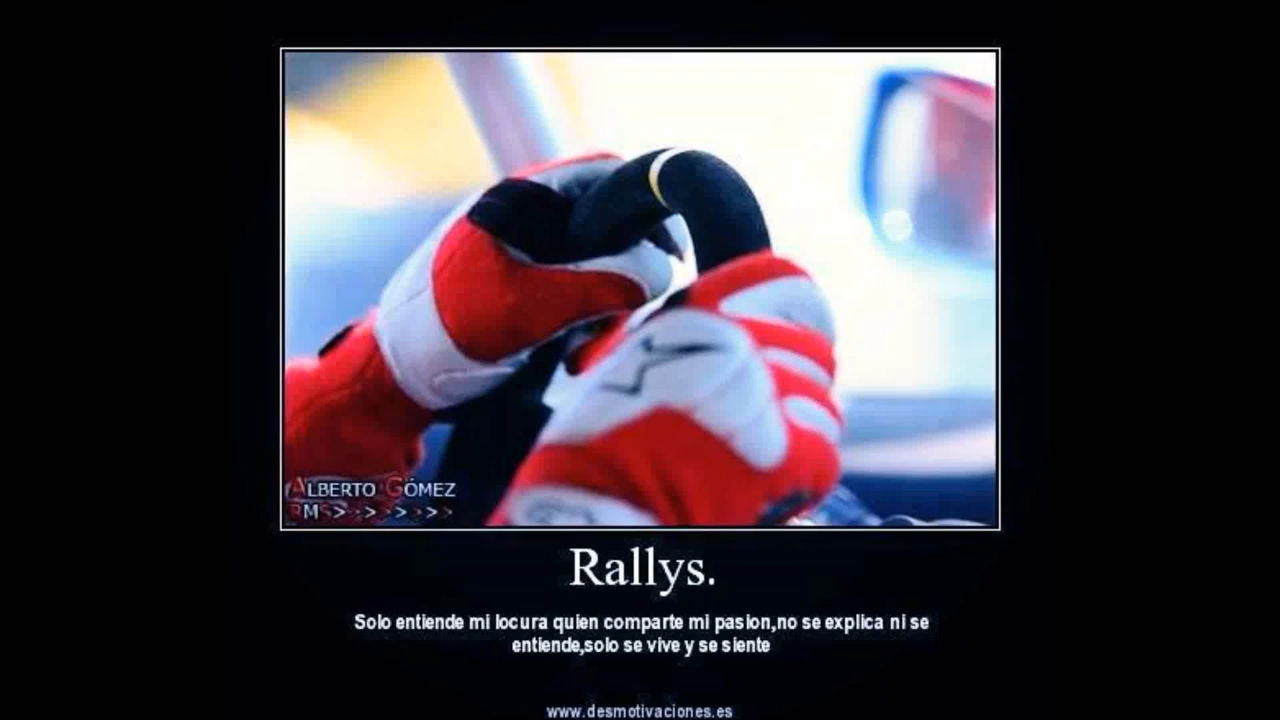 ALBERTO GÓMEZ
RMS>>>>>>>
Rallys.
Solo entiende mi locura quien comparte mi pasion,no se explica ni se
entiende,solo se vive y se siente
www.desmotivaciones.es